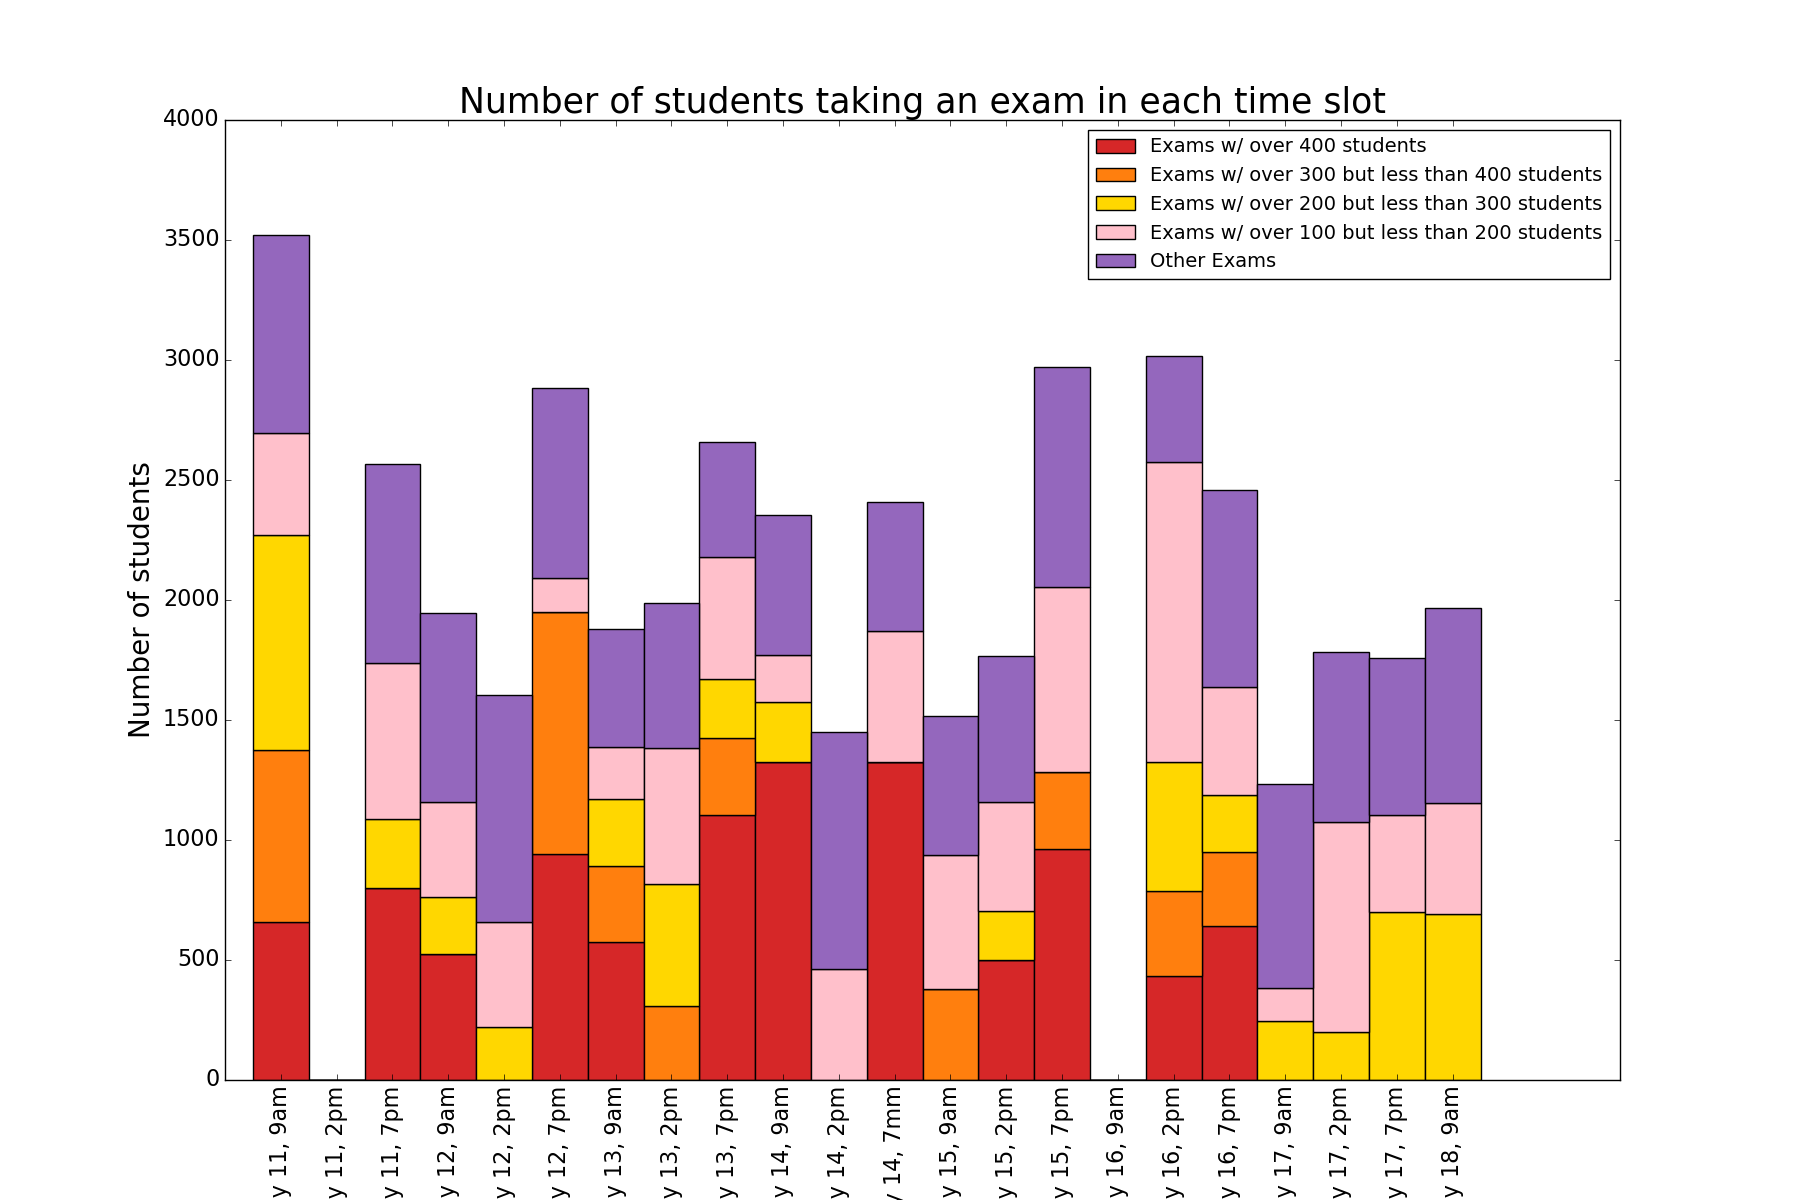 Number of students taking an exam in each time slot
4000
3500
3000
2500
2000
1500
1000
500
0
Number of students
Exams w/ over 400 students
Exams w/ over 300 but less than 400 students
Exams w/ over 200 but less than 300 students
Exams w/ over 100 but less than 200 students
Other Exams
y 11, 9am
y 11, 2pm
y 11, 7pm
y 12, 9am
y 12, 2pm
y 12, 7pm
y 13, 9am
y 13, 2pm
y 13, 7pm
y 14, 9am
y 14, 2pm
y 14, 7mm
y 15, 9am
y 15, 2pm
y 15, 7pm
y 16, 9am
y 16, 2pm
y 16, 7pm
y 17, 9am
y 17, 2pm
y 17, 7pm
y 18, 9am